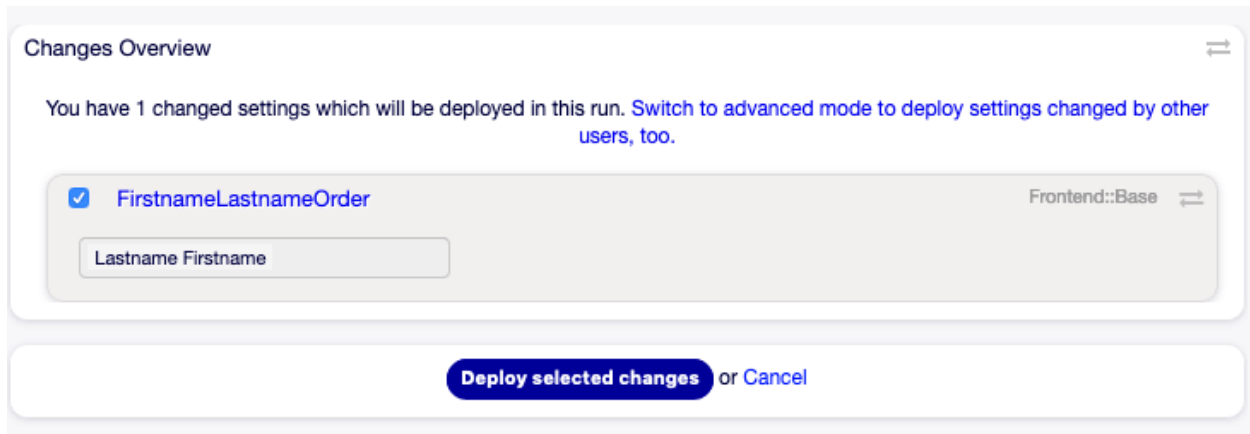 Changes Overview
You have 1 changed settings which will be deployed in this run. Switch to advanced mode to deploy settings changed by other
users, too.
FirstnameLastnameOrder
Frontend::Base
Lastname Firstname
Deploy selected changes or Cancel